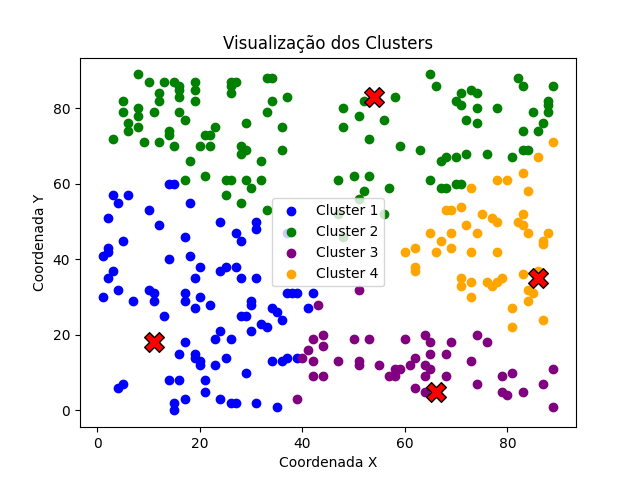 Visualização dos Clusters
Coordenada Y
80
60
40
20
0
Cluster 1
Cluster 2
Cluster 3
Cluster 4
0 20 40 60 80
Coordenada X